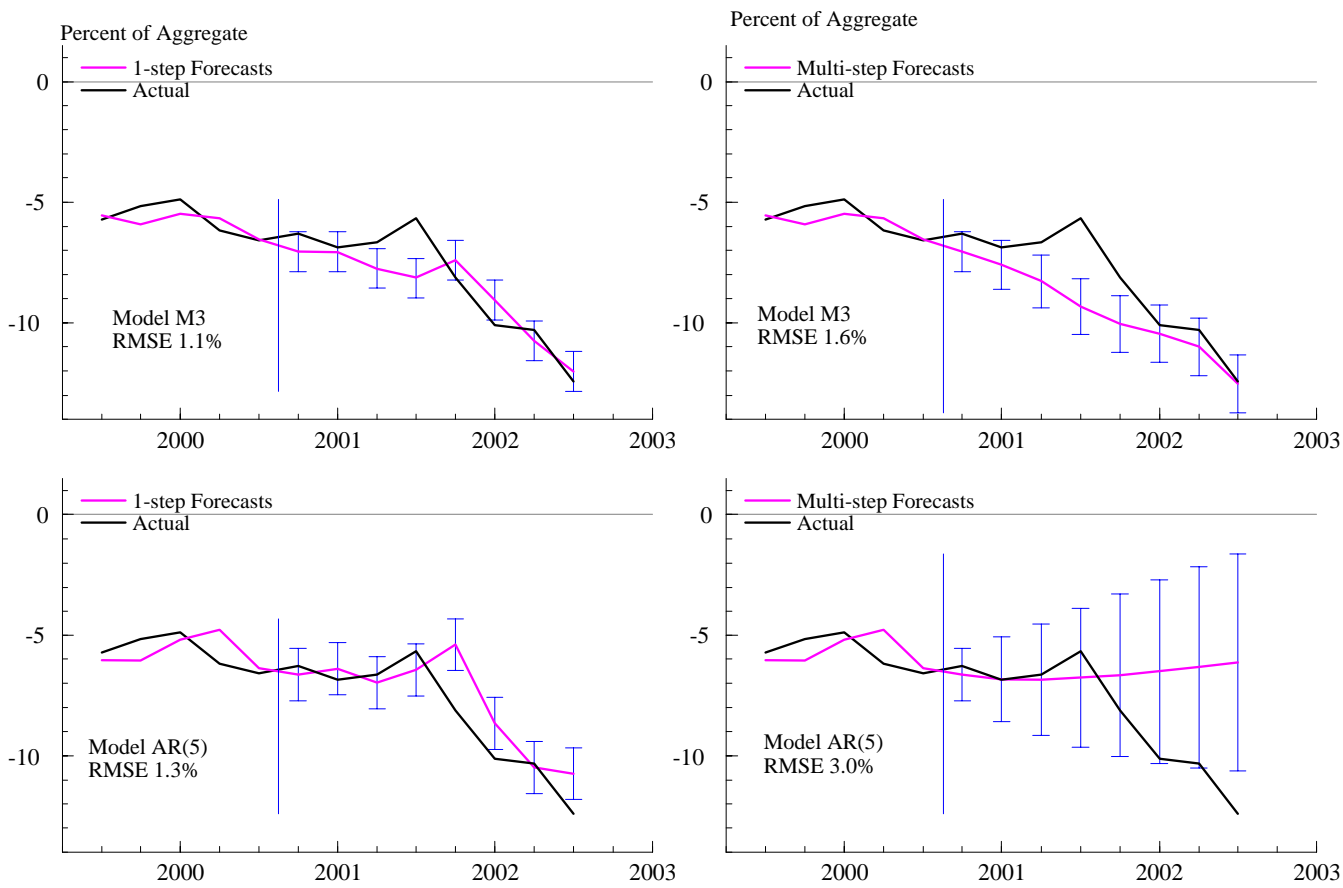 Percent of Aggregate
1-step Forecasts
Actual
0
-5
-10
Model M3
RMSE 1.1%
2000 2001 2002 2003
Percent of Aggregate
Multi-step Forecasts
Actual
0
-5
-10
Model M3
RMSE 1.6%
2000 2001 2002 2003
1-step Forecasts
Actual
0
-5
-10
Model AR(5)
RMSE 1.3%
2000 2001 2002 2003
Multi-step Forecasts
Actual
0
-5
-10
Model AR(5)
RMSE 3.0%
2000 2001 2002 2003